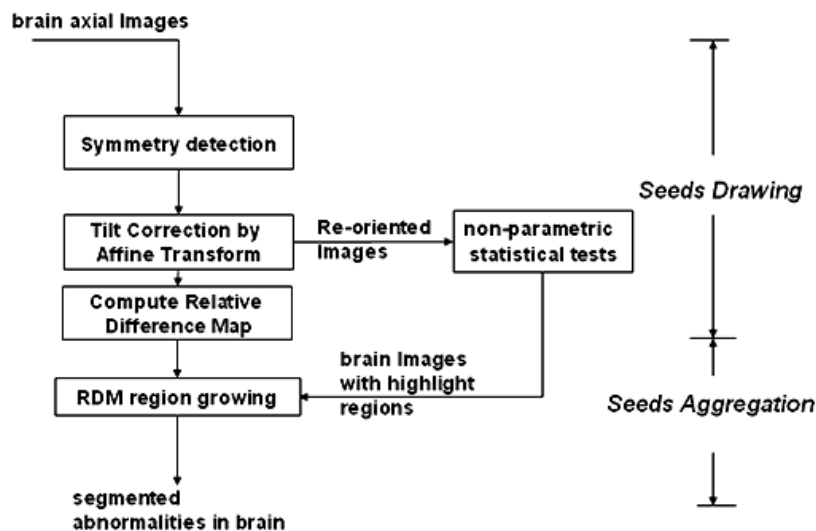 brain axial Images
Symmetry detection
Tilt Correction by
Affine Transform
Re-oriented
Images
non-parametric
statistical tests
Seeds Drawing
Compute Relative
Difference Map
brain Images
with highlight
regions
RDM region growing
Seeds Aggregation
segmented
abnormalities in brain